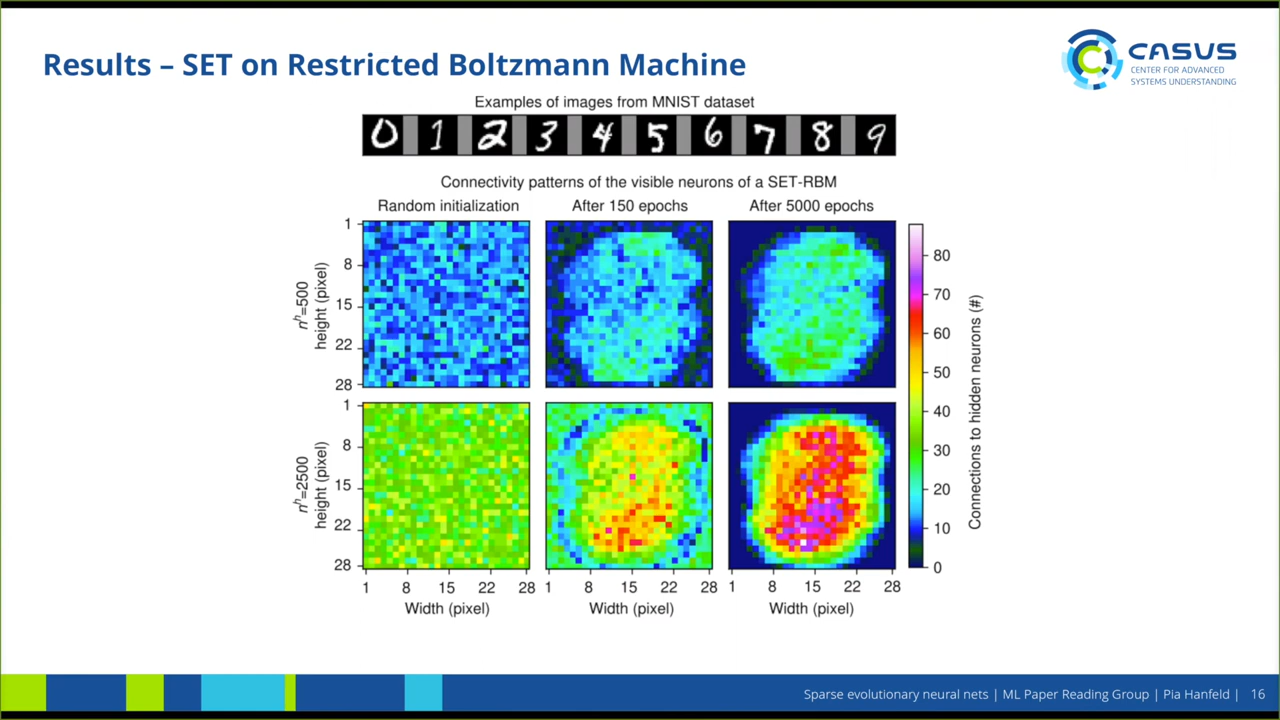 Results – SET on Restricted Boltzmann Machine
CASUS
CENTER FOR ADVANCED
SYSTEMS UNDERSTANDING
Examples of images from MNIST dataset
0 1 2 3 4 5 6 7 8 9
Connectivity patterns of the visible neurons of a SET-RBM
Random initialization After 150 epochs After 5000 epochs
nʰ=500
height (pixel)
1
8
15
22
28
nʰ=2500
height (pixel)
1
8
15
22
28
1 8 15 22 28 1 8 15 22 28 1 8 15 22 28
Width (pixel) Width (pixel) Width (pixel)
80
70
60
50
40
30
20
10
0
Connections to hidden neurons (#)
Sparse evolutionary neural nets | ML Paper Reading Group | Pia Hanfeld | 16